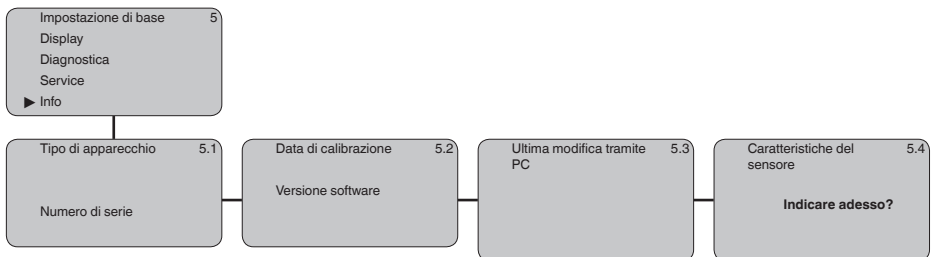 Impostazione di base 5
Display
Diagnostica
Service
▶ Info
Tipo di apparecchio 5.1
Numero di serie
Data di calibrazione 5.2
Versione software
Ultima modifica tramite 5.3
PC
Caratteristiche del 5.4
sensore
Indicare adesso?